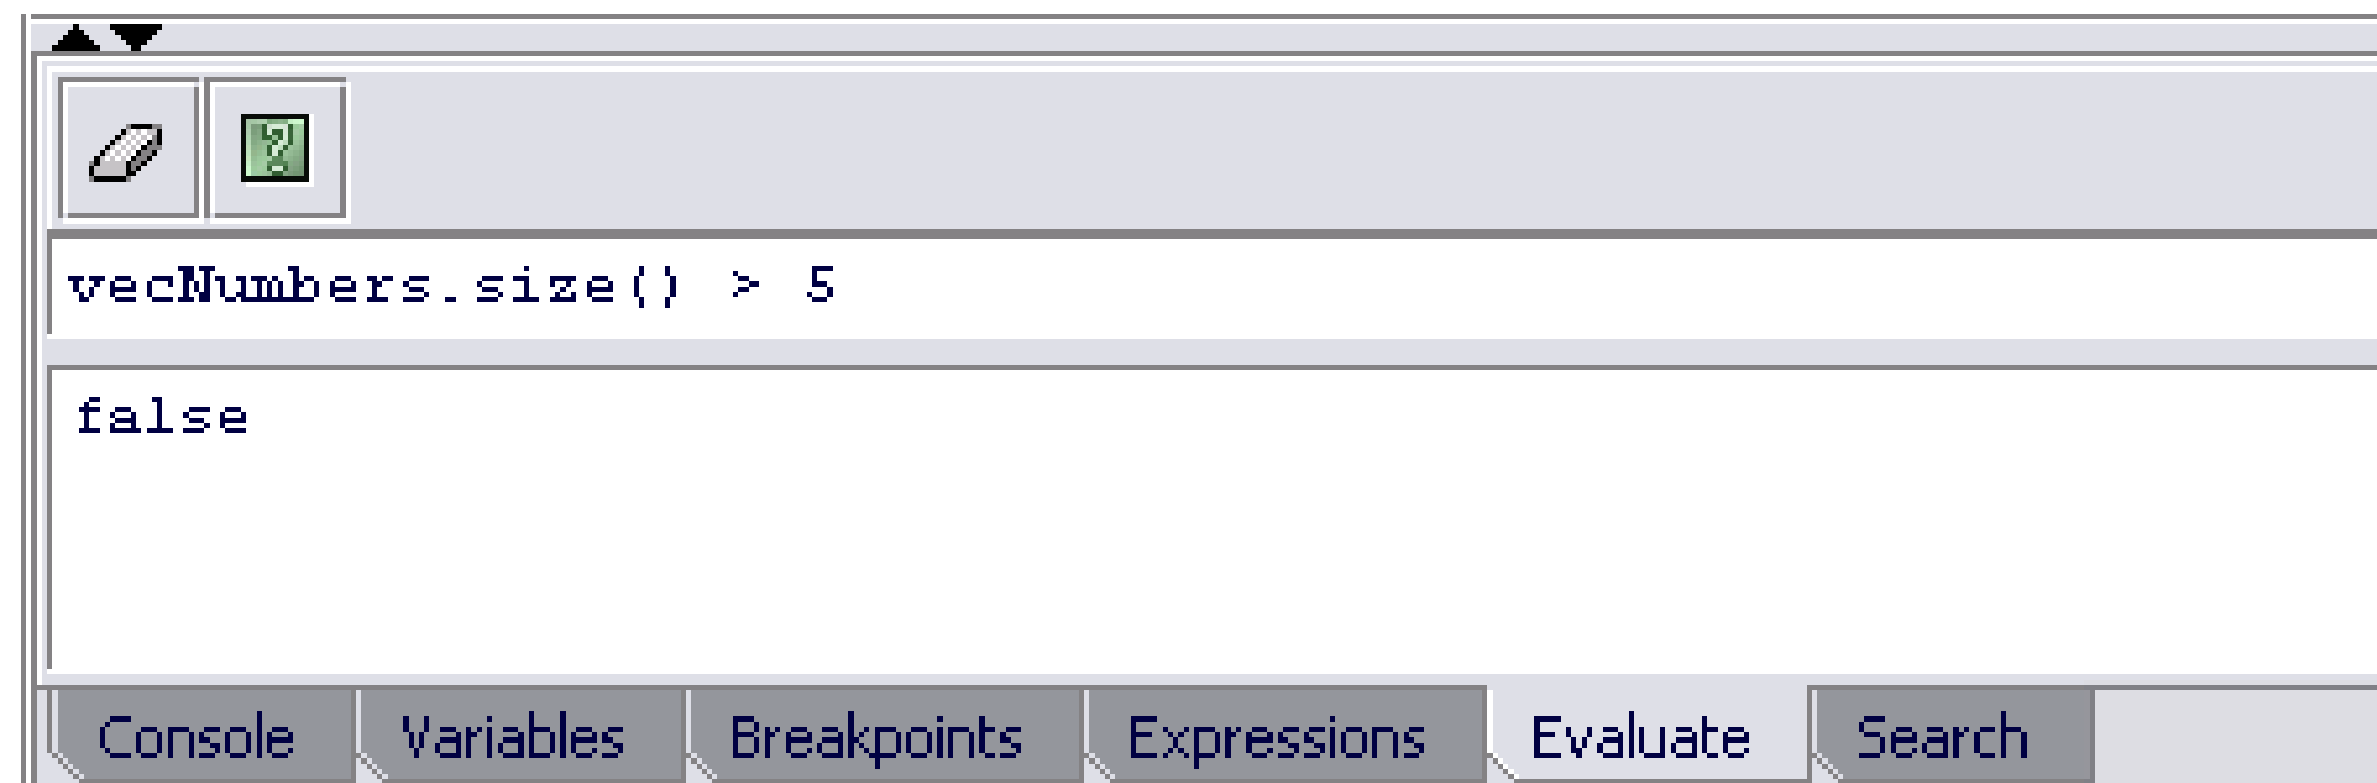 vecNumbers.size() > 5
false
Console Variables Breakpoints Expressions Evaluate Search